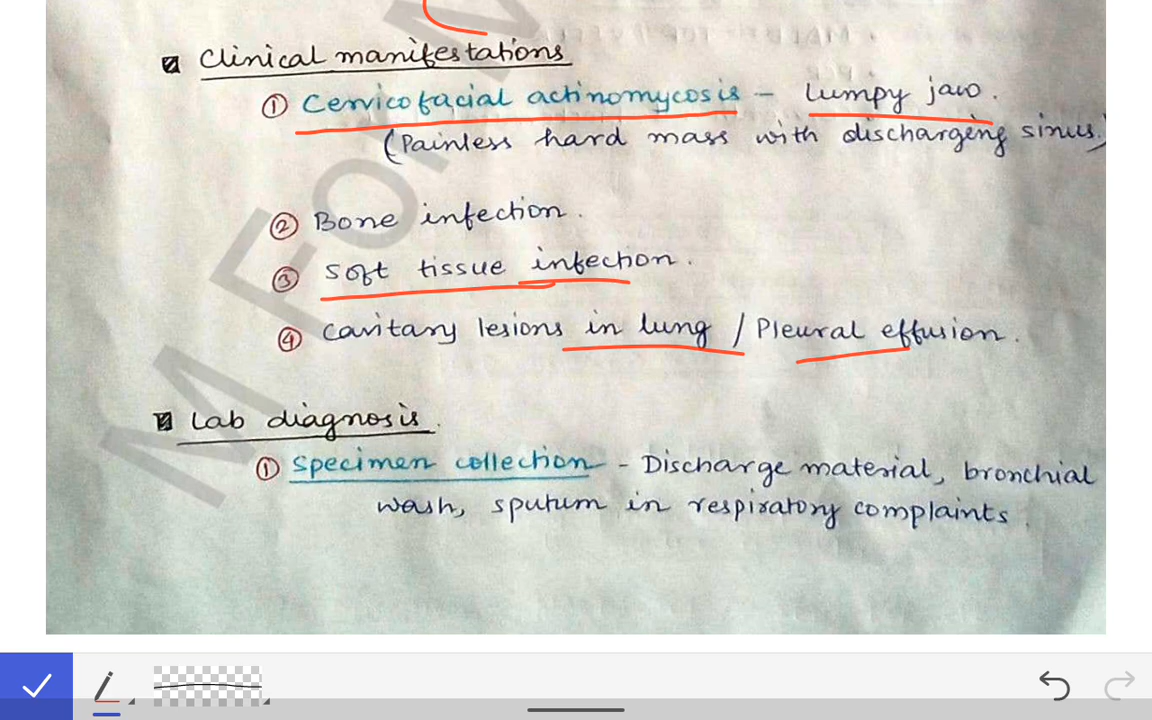 Clinical manifestations
① Cervicofacial actinomycosis – Lumpy jaw.
(Painless hard mass with discharging sinus.)
② Bone infection.
③ Soft tissue infection.
④ Cavitary lesions in lung / Pleural effusion.
Lab diagnosis.
① Specimen collection - Discharge material, bronchial
wash, sputum in respiratory complaints.